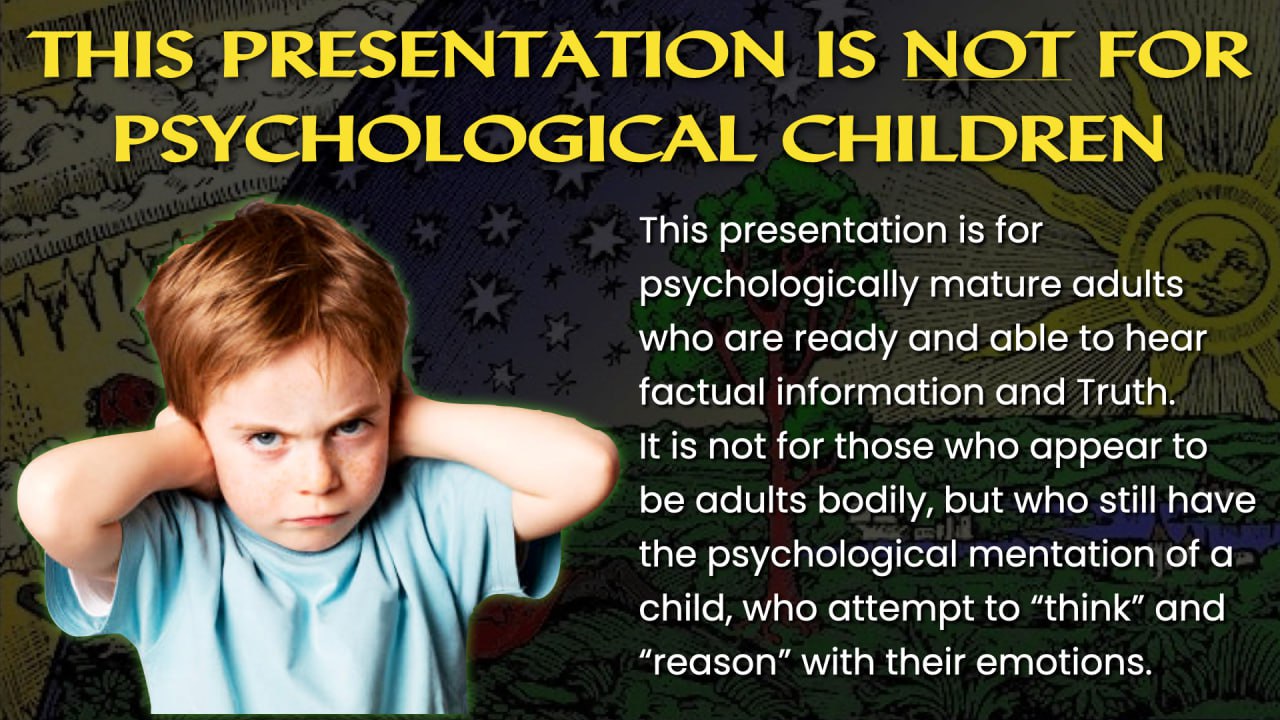 THIS PRESENTATION IS NOT FOR
PSYCHOLOGICAL CHILDREN
This presentation is for
psychologically mature adults
who are ready and able to hear
factual information and Truth.
It is not for those who appear to
be adults bodily, but who still have
the psychological mentation of a
child, who attempt to “think” and
“reason” with their emotions.